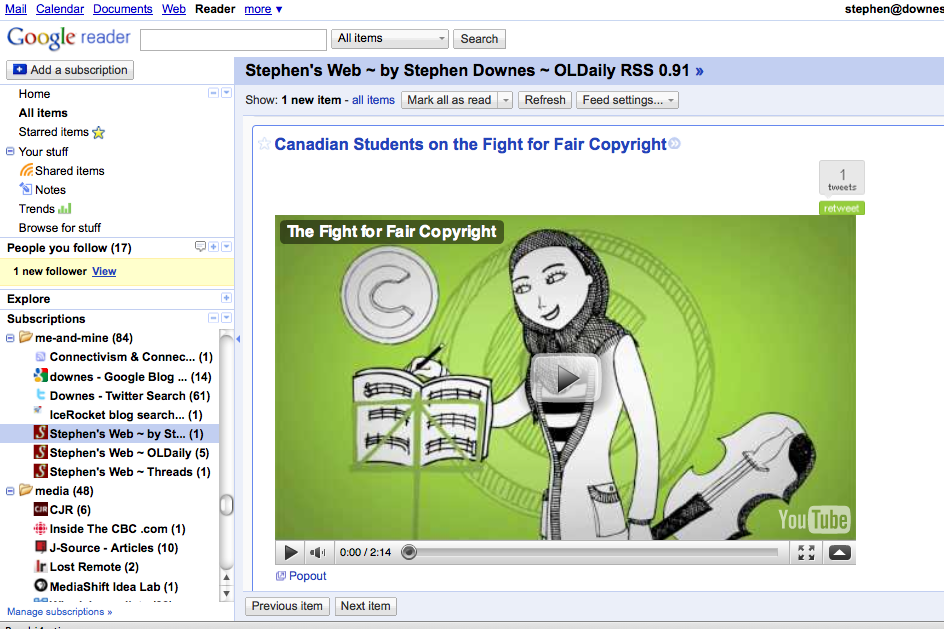 Mail Calendar Documents Web Reader more ▼ stephen@downes
Google reader All items Search
Add a subscription
Home
All items
Starred items
Your stuff
Shared items
Notes
Trends
Browse for stuff
People you follow (17)
1 new follower View
Explore
Subscriptions
me-and-mine (84)
Connectivism & Connec... (1)
downes - Google Blog ... (14)
Downes - Twitter Search (61)
IceRocket blog search... (1)
Stephen's Web ~ by St... (1)
Stephen's Web ~ OLDaily (5)
Stephen's Web ~ Threads (1)
media (48)
CJR CJR (6)
Inside The CBC .com (1)
J-Source - Articles (10)
lr Lost Remote (2)
MediaShift Idea Lab (1)
Manage subscriptions »
Stephen's Web ~ by Stephen Downes ~ OLDaily RSS 0.91 »
Show: 1 new item - all items Mark all as read Refresh Feed settings...
Canadian Students on the Fight for Fair Copyright
1
tweets
retweet
The Fight for Fair Copyright
C
YouTube
0:00 / 2:14
Popout
Previous item Next item